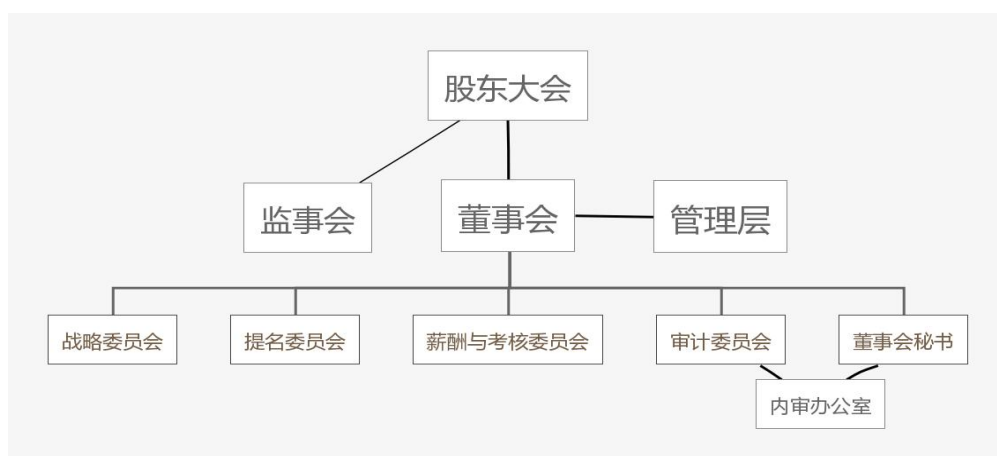 股东大会
监事会
董事会
管理层
战略委员会
提名委员会
薪酬与考核委员会
审计委员会
董事会秘书
内审办公室